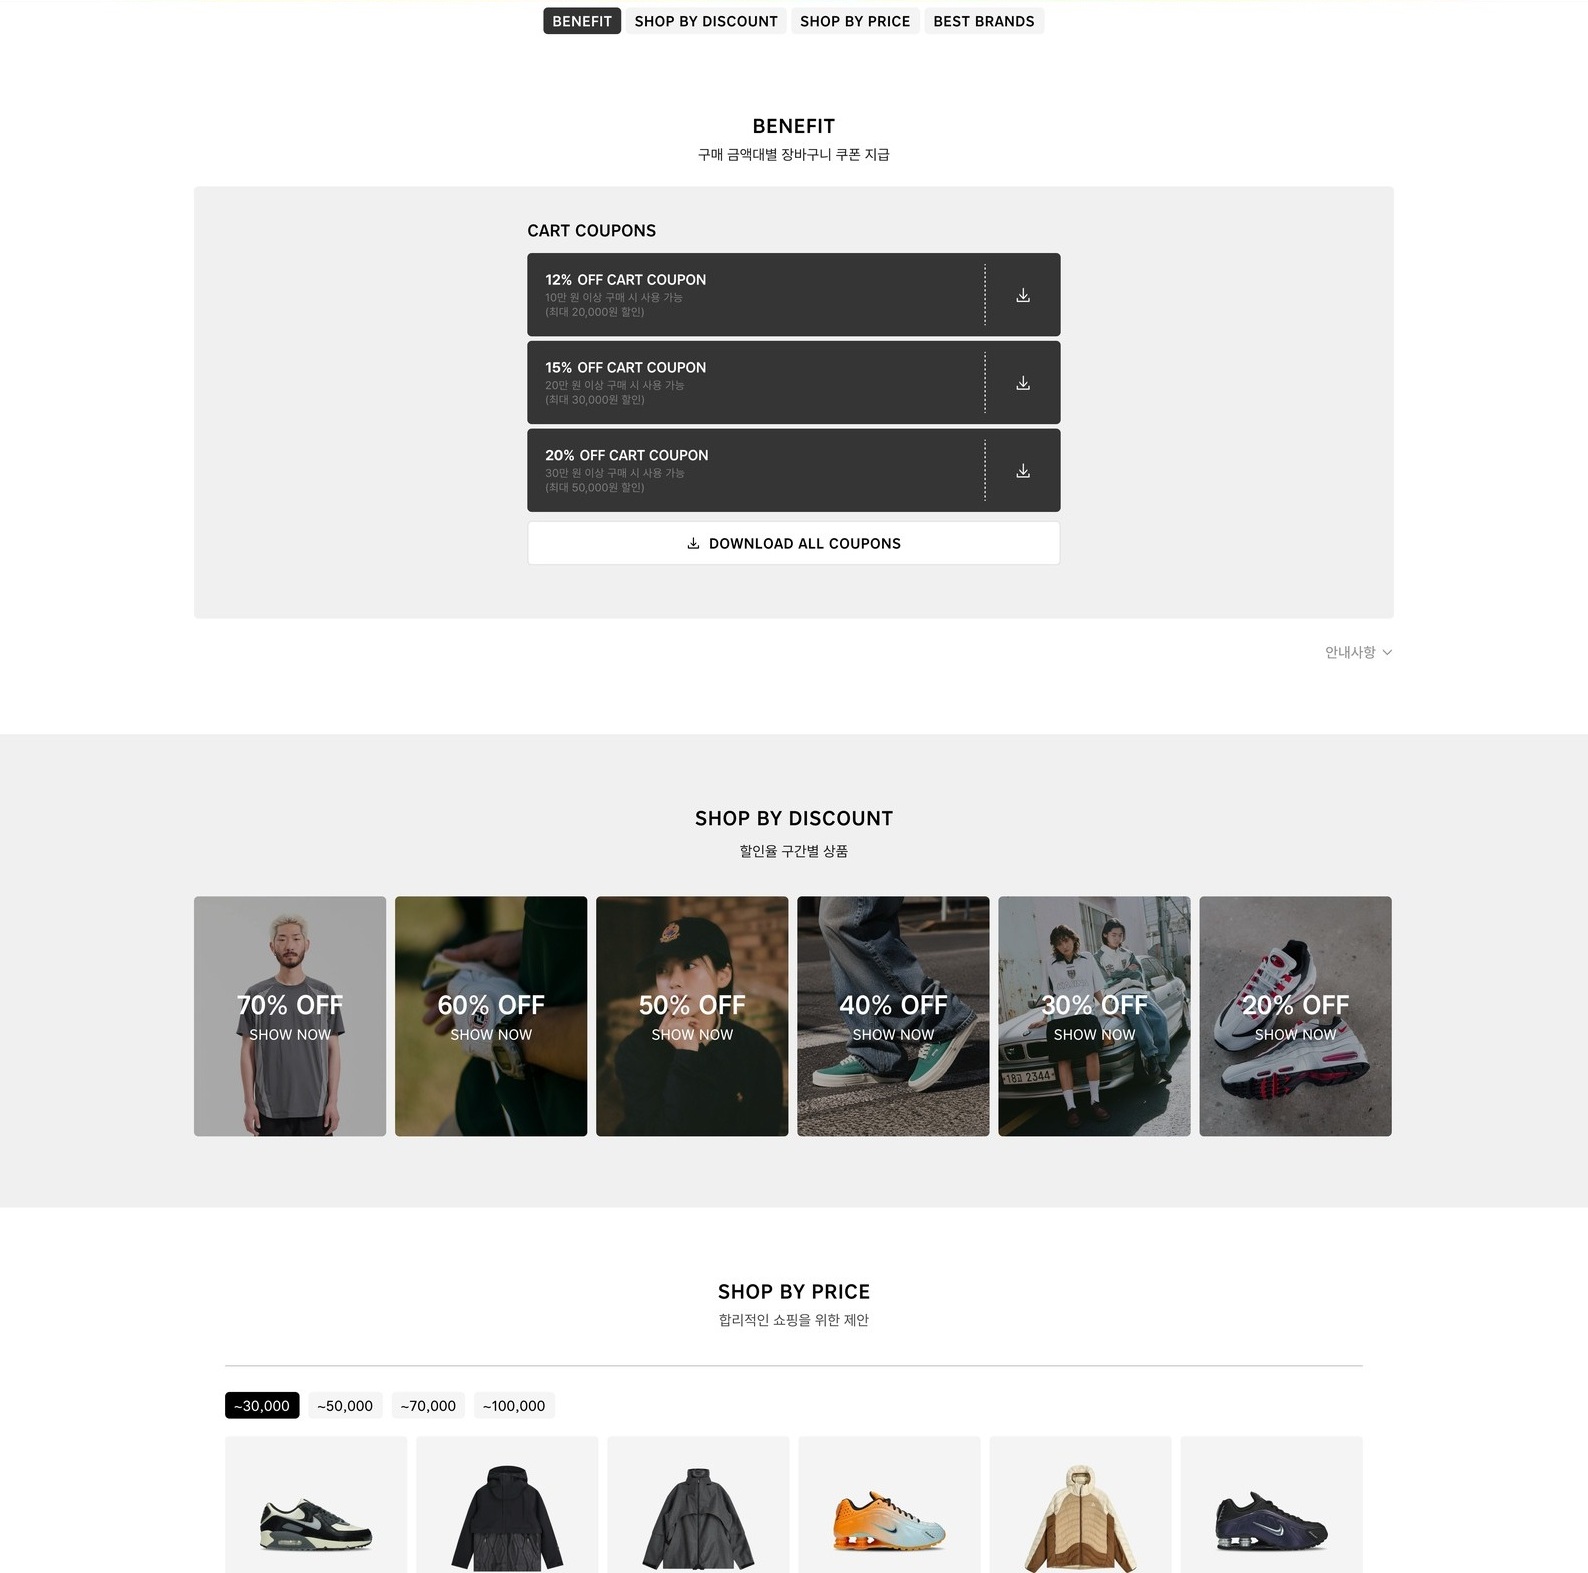 BENEFIT
SHOP BY DISCOUNT
SHOP BY PRICE
BEST BRANDS
BENEFIT
구매 금액대별 장바구니 쿠폰 지급
CART COUPONS
12% OFF CART COUPON
10만 원 이상 구매 시 사용 가능
(최대 20,000원 할인)
15% OFF CART COUPON
20만 원 이상 구매 시 사용 가능
(최대 30,000원 할인)
20% OFF CART COUPON
30만 원 이상 구매 시 사용 가능
(최대 50,000원 할인)
DOWNLOAD ALL COUPONS
안내사항
SHOP BY DISCOUNT
할인율 구간별 상품
70% OFF
SHOW NOW
60% OFF
SHOW NOW
50% OFF
SHOW NOW
40% OFF
SHOW NOW
30% OFF
SHOW NOW
20% OFF
SHOW NOW
SHOP BY PRICE
합리적인 쇼핑을 위한 제안
~30,000
~50,000
~70,000
~100,000